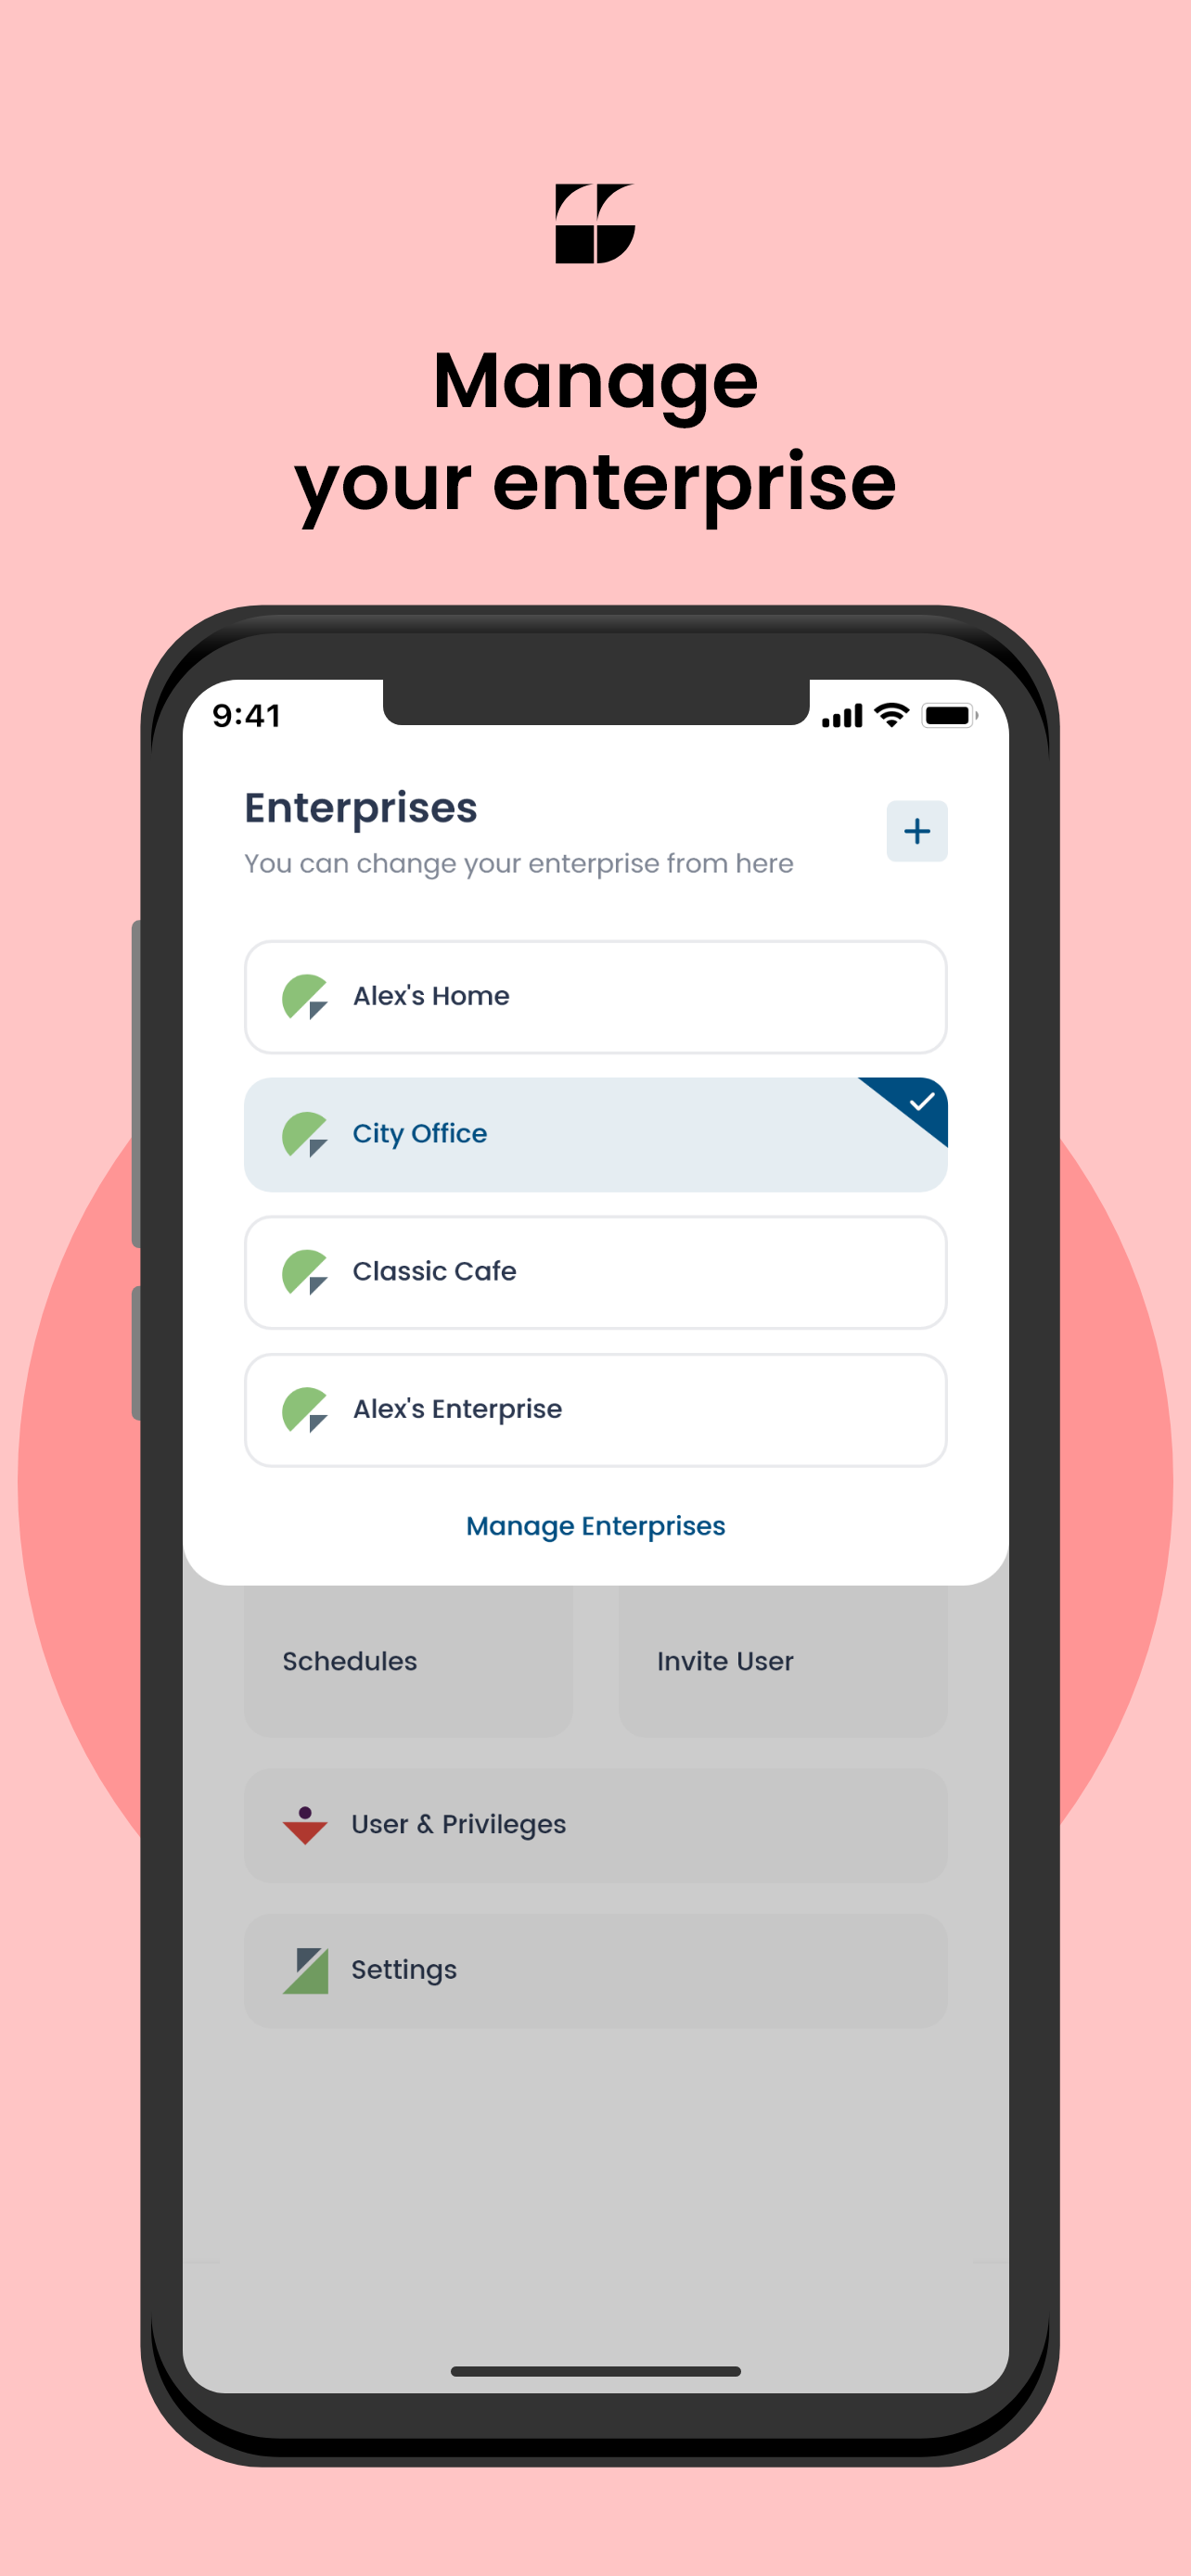 Manage
your enterprise
9:41
Enterprises
You can change your enterprise from here
Alex's Home
City Office
Classic Cafe
Alex's Enterprise
Manage Enterprises
Schedules
Invite User
User & Privileges
Settings